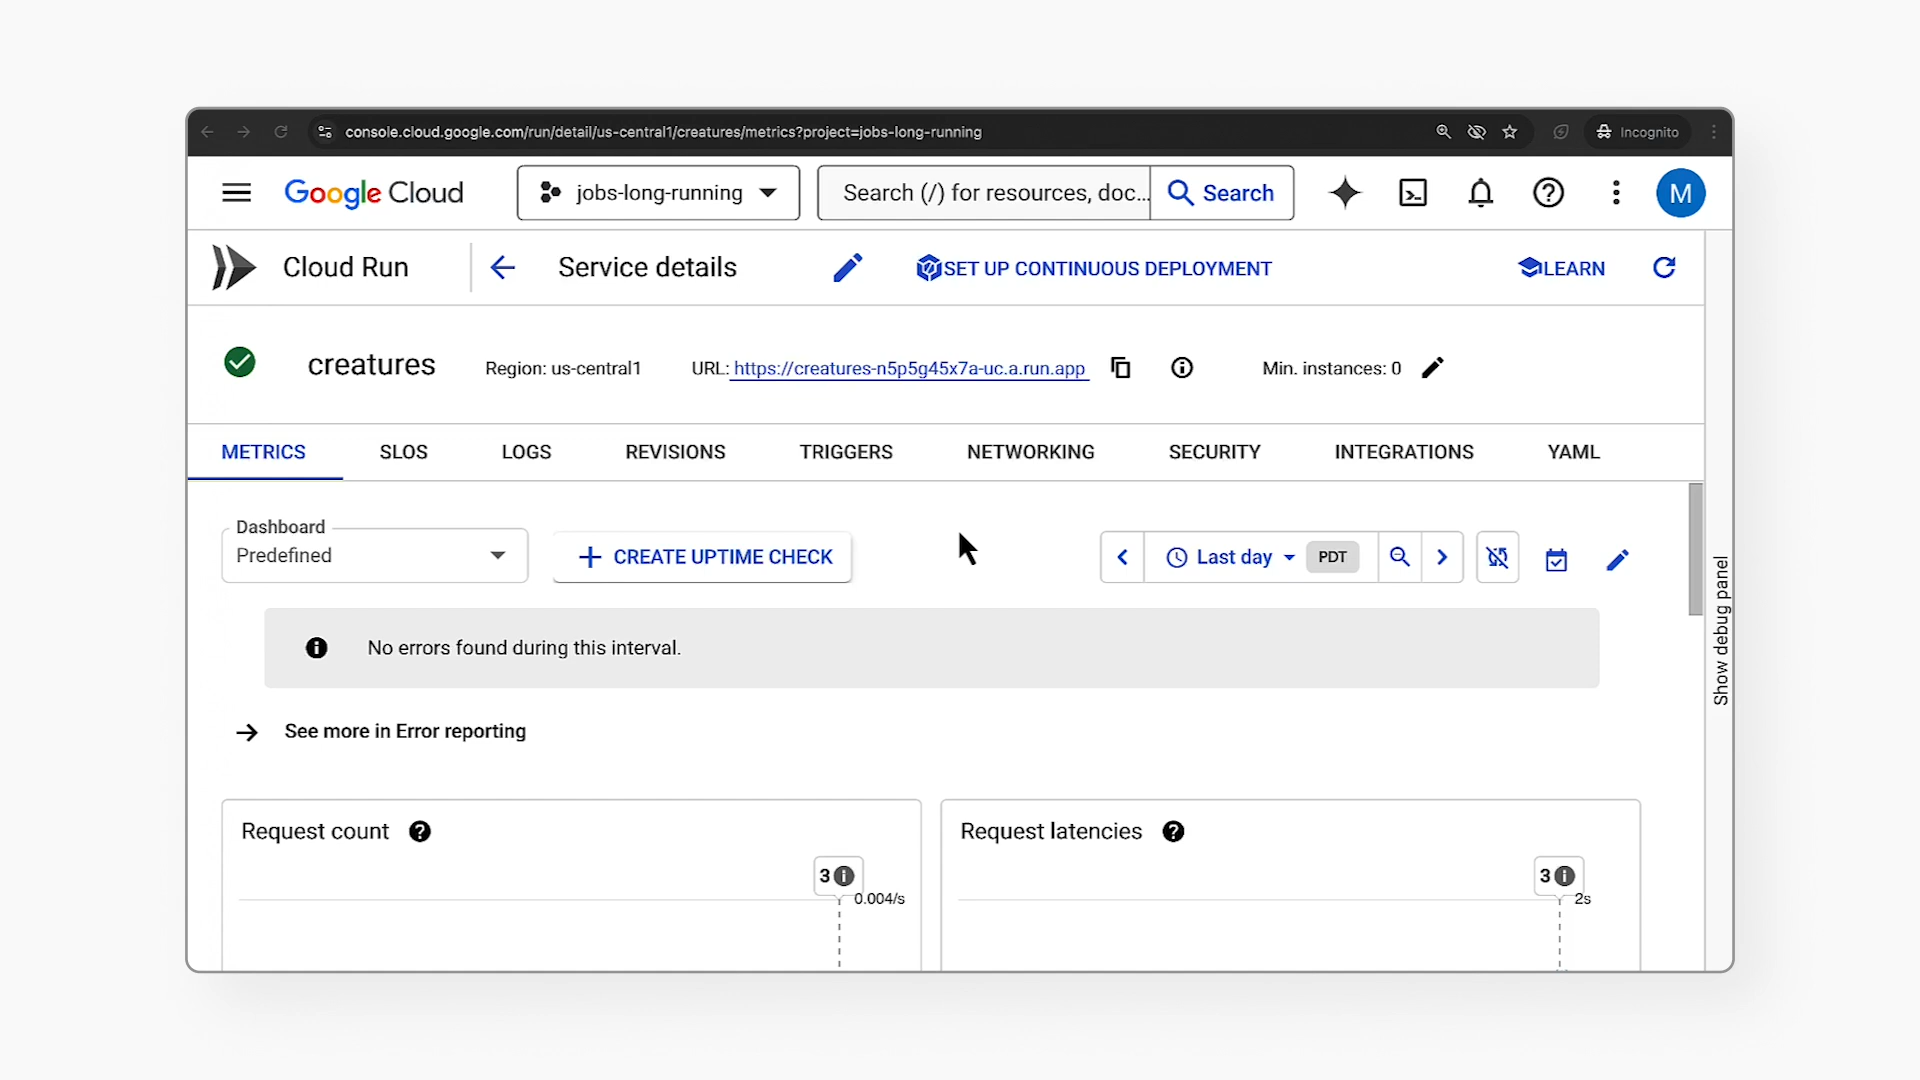 console.cloud.google.com/run/detail/us-central1/creatures/metrics?project=jobs-long-running
Incognito
Google Cloud
jobs-long-running
Search (/) for resources, doc...
Search
M
Cloud Run
Service details
SET UP CONTINUOUS DEPLOYMENT
LEARN
creatures
Region: us-central1
URL: https://creatures-n5p5g45x7a-uc.a.run.app
Min. instances: 0
METRICS
SLOS
LOGS
REVISIONS
TRIGGERS
NETWORKING
SECURITY
INTEGRATIONS
YAML
Dashboard
Predefined
CREATE UPTIME CHECK
Last day
PDT
No errors found during this interval.
See more in Error reporting
Show debug panel
Request count
3
0.004/s
Request latencies
3
2s